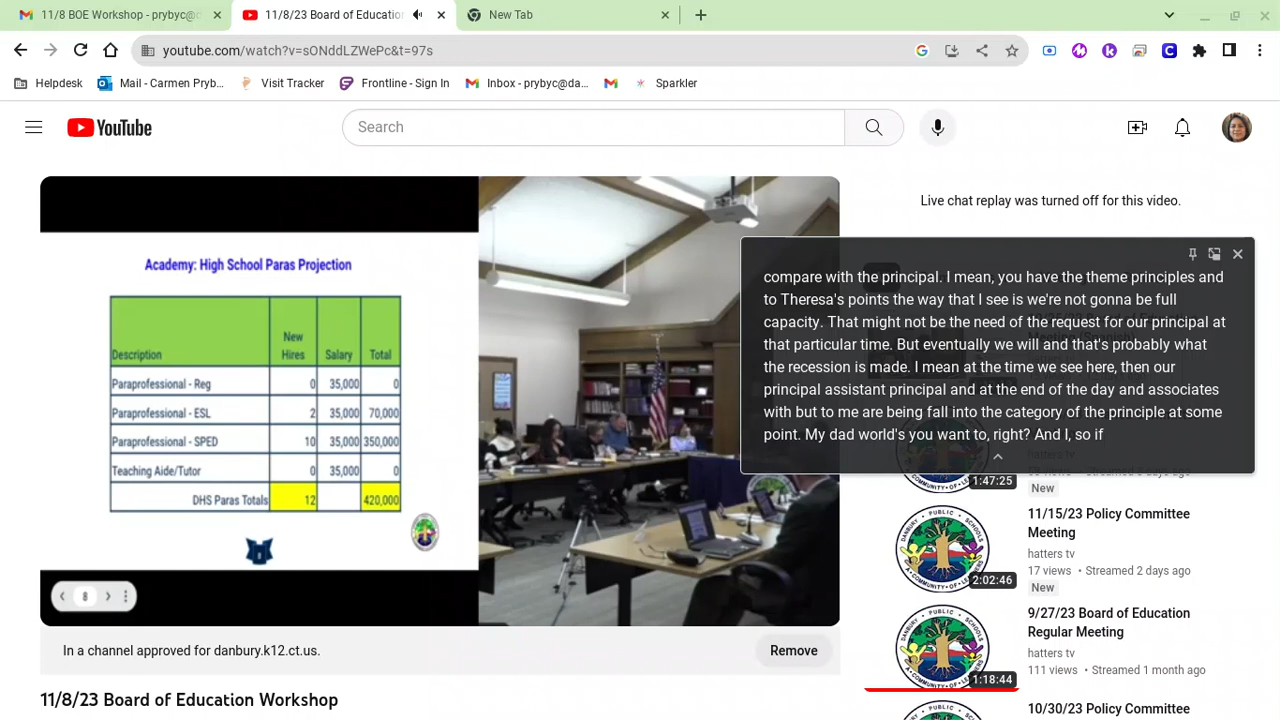 11/8 BOE Workshop - prybyc@
11/8/23 Board of Education
New Tab
youtube.com/watch?v=sONddLZWePc&t=97s
Helpdesk
Mail - Carmen Pryb...
Visit Tracker
Frontline - Sign In
Inbox - prybyc@da...
Sparkler
YouTube
Search
Live chat replay was turned off for this video.
Academy: High School Paras Projection
Description New Hires Salary Total
Paraprofessional - Reg 0 35,000 0
Paraprofessional - ESL 2 35,000 70,000
Paraprofessional - SPED 10 35,000 350,000
Teaching Aide/Tutor 0 35,000 0
DHS Paras Totals 12 420,000
8
compare with the principal. I mean, you have the theme principles and
to Theresa's points the way that I see is we're not gonna be full
capacity. That might not be the need of the request for our principal at
that particular time. But eventually we will and that's probably what
the recession is made. I mean at the time we see here, then our
principal assistant principal and at the end of the day and associates
with but to me are being fall into the category of the principle at some
point. My dad world's you want to, right? And I, so if
1:47:25
New
11/15/23 Policy Committee
Meeting
hatters tv
17 views • Streamed 2 days ago
New
2:02:46
9/27/23 Board of Education
Regular Meeting
hatters tv
111 views • Streamed 1 month ago
1:18:44
10/30/23 Policy Committee
In a channel approved for danbury.k12.ct.us.
Remove
11/8/23 Board of Education Workshop